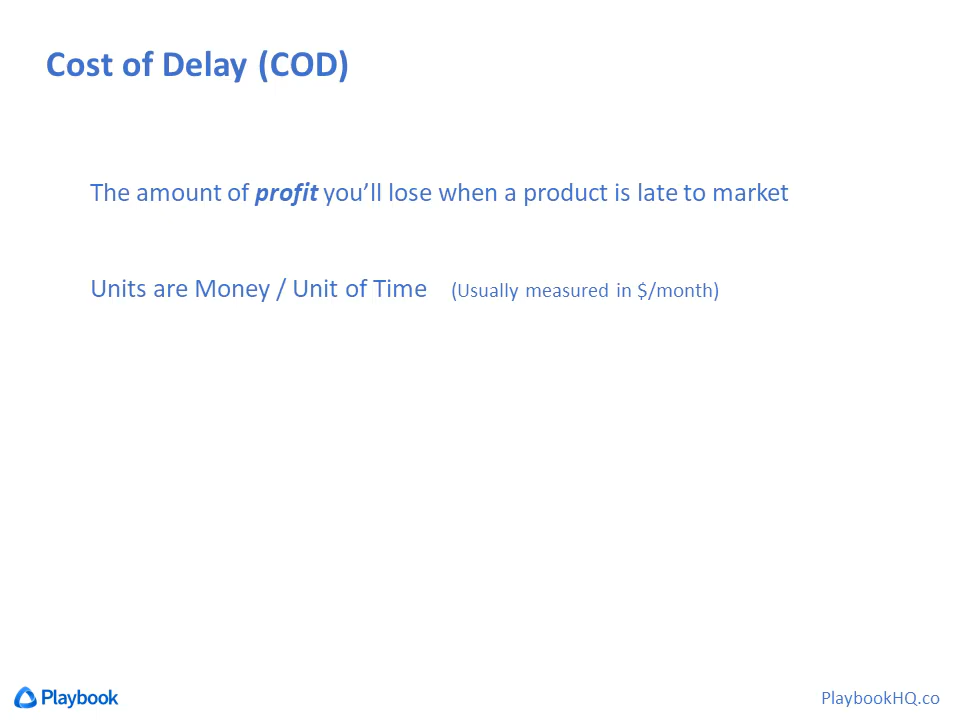 Cost of Delay (COD)
The amount of profit you’ll lose when a product is late to market
Units are Money / Unit of Time (Usually measured in $/month)
Playbook
PlaybookHQ.co